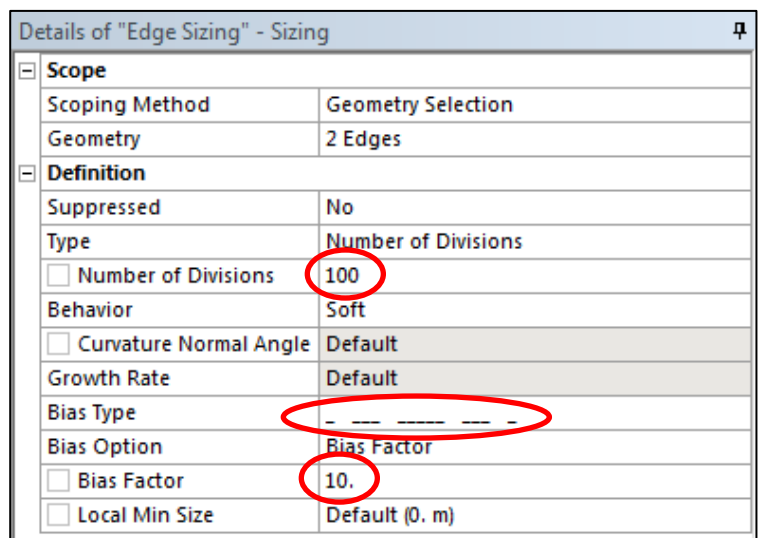 Details of "Edge Sizing" - Sizing
Scope
Scoping Method Geometry Selection
Geometry 2 Edges
Definition
Suppressed No
Type Number of Divisions
Number of Divisions 100
Behavior Soft
Curvature Normal Angle Default
Growth Rate Default
Bias Type _ ___ _____ ___ _
Bias Option Bias Factor
Bias Factor 10.
Local Min Size Default (0. m)